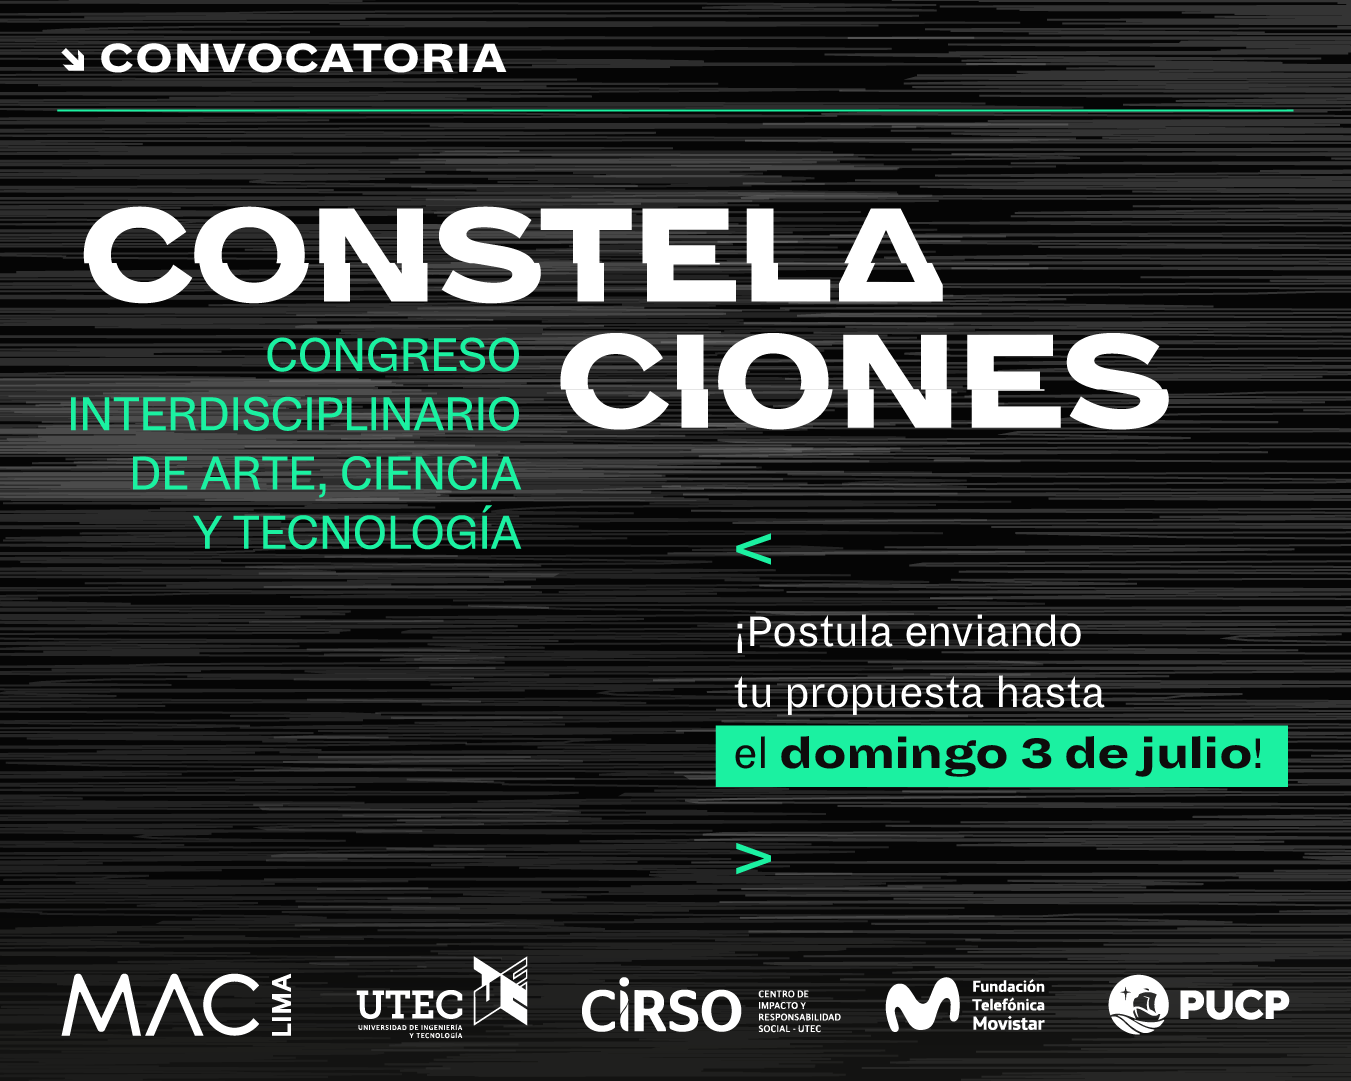 CONVOCATORIA
CONSTELA
CIONES
CONGRESO
INTERDISCIPLINARIO
DE ARTE, CIENCIA
Y TECNOLOGÍA
<
¡Postula enviando
tu propuesta hasta
el domingo 3 de julio!
>
MAC LIMA
UTEC
UNIVERSIDAD DE INGENIERÍA
Y TECNOLOGÍA
CiRSO
CENTRO DE
IMPACTO Y
RESPONSABILIDAD
SOCIAL - UTEC
Fundación
Telefónica
Movistar
PUCP